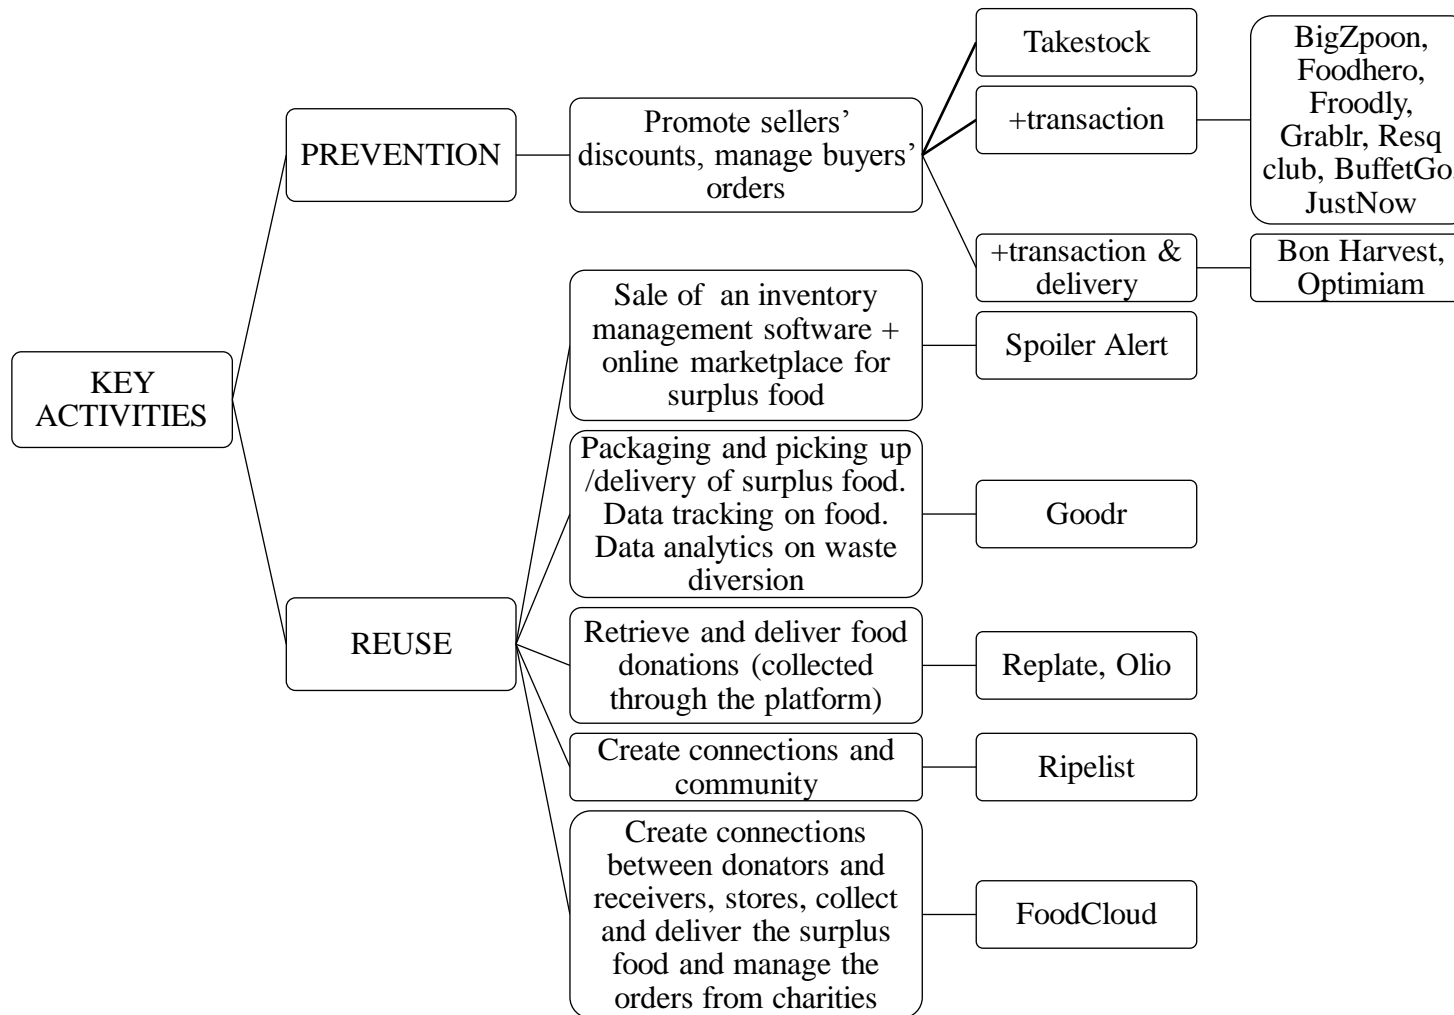 KEY
ACTIVITIES
PREVENTION
Promote sellers’
discounts, manage buyers’
orders
Takestock
+transaction
BigZpoon,
Foodhero,
Froodly,
Grablr, Resq
club, BuffetGo,
JustNow
+transaction &
delivery
Bon Harvest,
Optimiam
REUSE
Sale of an inventory
management software +
online marketplace for
surplus food
Spoiler Alert
Packaging and picking up
/delivery of surplus food.
Data tracking on food.
Data analytics on waste
diversion
Goodr
Retrieve and deliver food
donations (collected
through the platform)
Replate, Olio
Create connections and
community
Ripelist
Create connections
between donators and
receivers, stores, collect
and deliver the surplus
food and manage the
orders from charities
FoodCloud